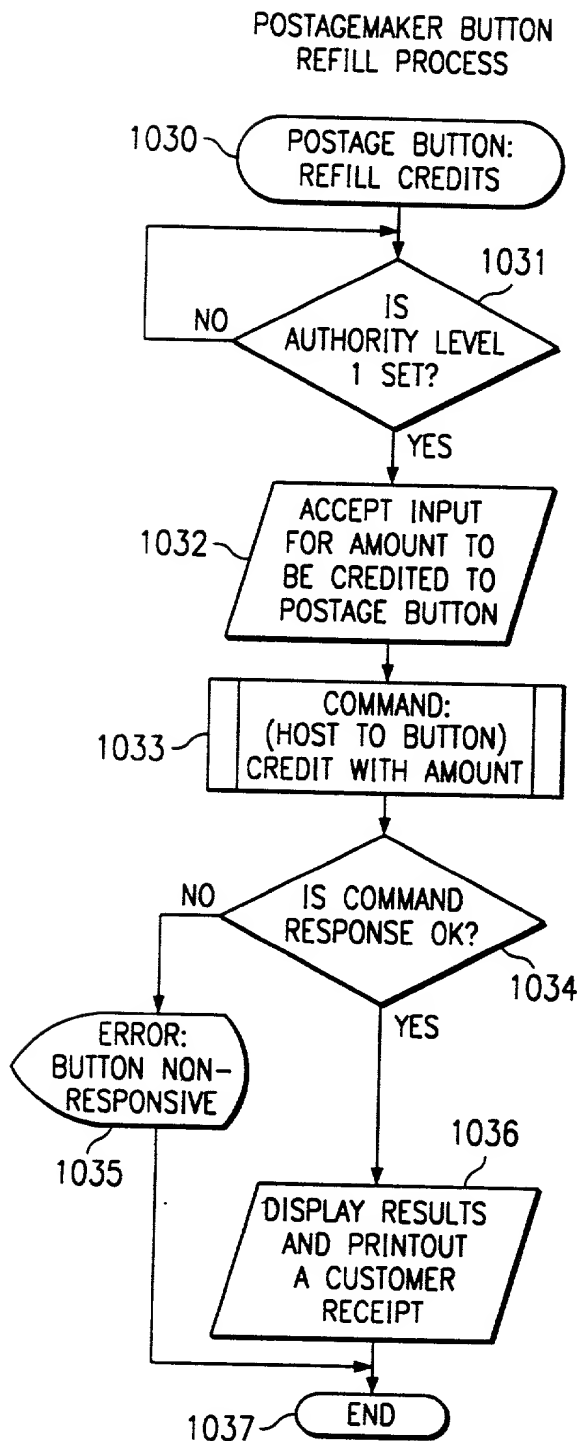 POSTAGEMAKER BUTTON
REFILL PROCESS
1030
POSTAGE BUTTON:
REFILL CREDITS
1031
IS
AUTHORITY LEVEL
1 SET?
NO
YES
1032
ACCEPT INPUT
FOR AMOUNT TO
BE CREDITED TO
POSTAGE BUTTON
1033
COMMAND:
(HOST TO BUTTON)
CREDIT WITH AMOUNT
NO
IS COMMAND
RESPONSE OK?
1034
YES
ERROR:
BUTTON NON-
RESPONSIVE
1035
1036
DISPLAY RESULTS
AND PRINTOUT
A CUSTOMER
RECEIPT
1037
END